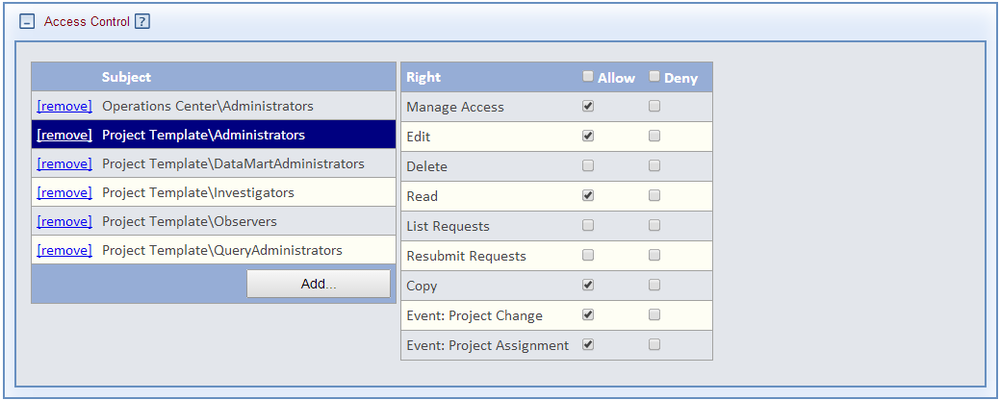 Access Control ?
Subject
[remove] Operations Center\Administrators
[remove] Project Template\Administrators
[remove] Project Template\DataMartAdministrators
[remove] Project Template\Investigators
[remove] Project Template\Observers
[remove] Project Template\QueryAdministrators
Add...
Right Allow Deny
Manage Access
Edit
Delete
Read
List Requests
Resubmit Requests
Copy
Event: Project Change
Event: Project Assignment